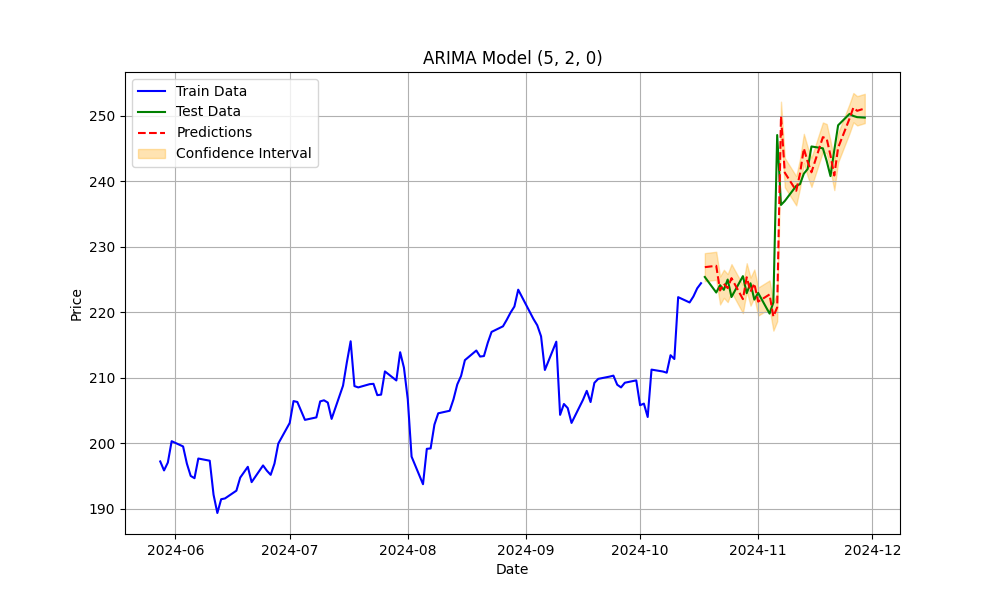 ARIMA Model (5, 2, 0)
Train Data
Test Data
Predictions
Confidence Interval
250
240
230
220
210
200
190
Price
2024-06 2024-07 2024-08 2024-09 2024-10 2024-11 2024-12
Date